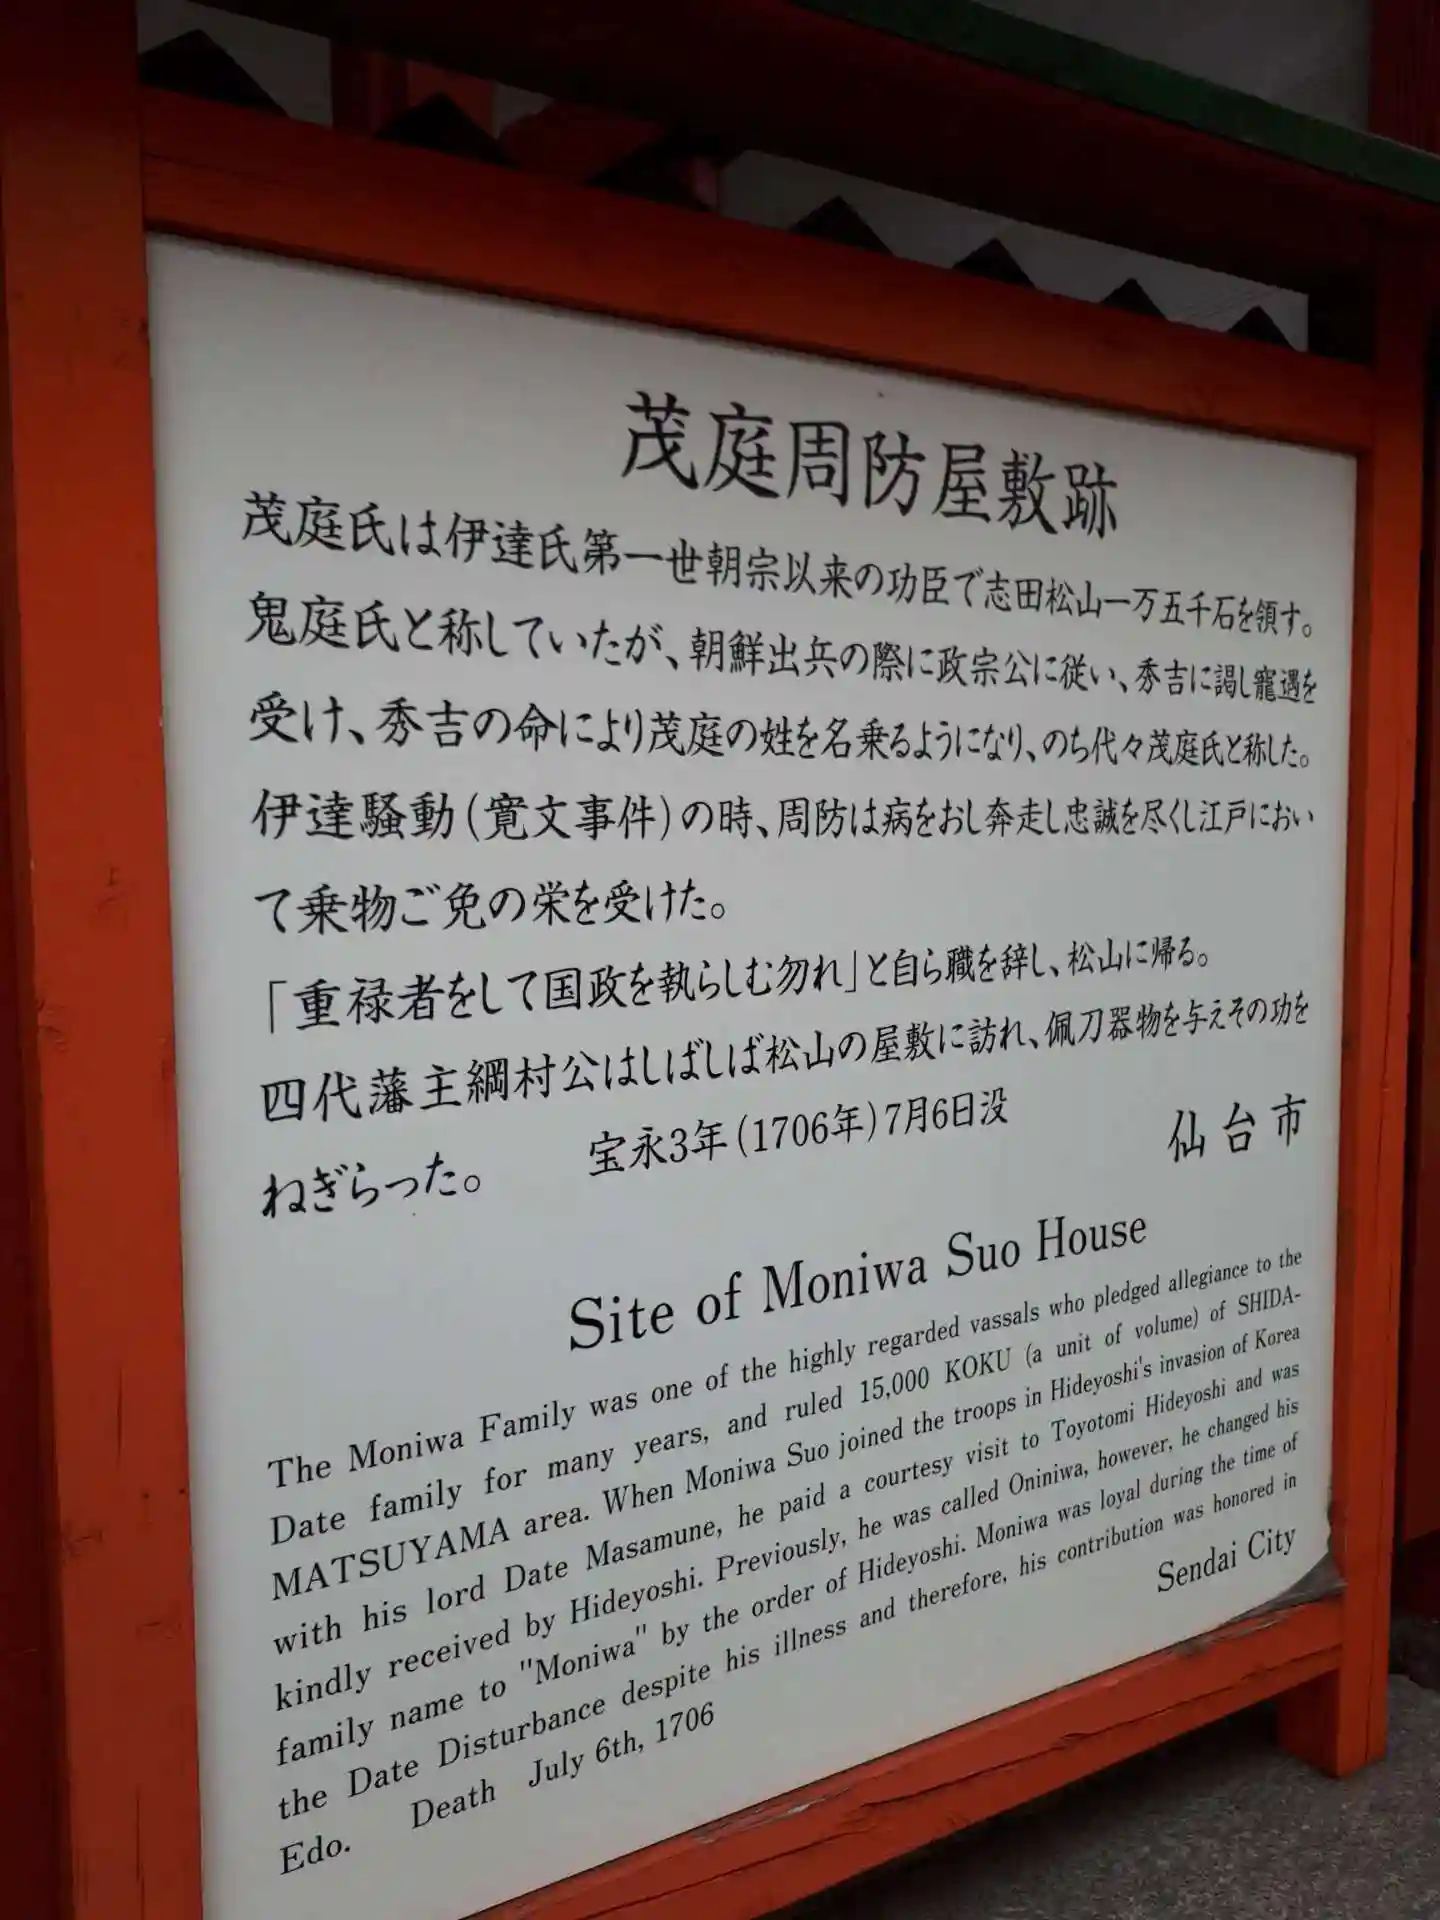 茂庭周防屋敷跡
茂庭氏は伊達氏第一世朝宗以来の功臣で志田松山一万五千石を領す。
鬼庭氏と称していたが、朝鮮出兵の際に政宗公に従い、秀吉に謁し寵遇を
受け、秀吉の命により茂庭の姓を名乗るようになり、のち代々茂庭氏と称した。
伊達騒動(寛文事件)の時、周防は病をおし奔走し忠誠を尽くし江戸におい
て乗物ご免の栄を受けた。
「重禄者をして国政を執らしむ勿れ」と自ら職を辞し、松山に帰る。
四代藩主綱村公はしばしば松山の屋敷に訪れ、佩刀器物を与えその功を
ねぎらった。 宝永3年(1706年)7月6日没
仙台市
Site of Moniwa Suo House
The Moniwa Family was one of the highly regarded vassals who pledged allegiance to the
Date family for many years, and ruled 15,000 KOKU (a unit of volume) of SHIDA-
MATSUYAMA area. When Moniwa Suo joined the troops in Hideyoshi's invasion of Korea
with his lord Date Masamune, he paid a courtesy visit to Toyotomi Hideyoshi and was
kindly received by Hideyoshi. Previously, he was called Oniniwa, however, he changed his
family name to "Moniwa" by the order of Hideyoshi. Moniwa was loyal during the time of
the Date Disturbance despite his illness and therefore, his contribution was honored in
Edo. Death July 6th, 1706
Sendai City